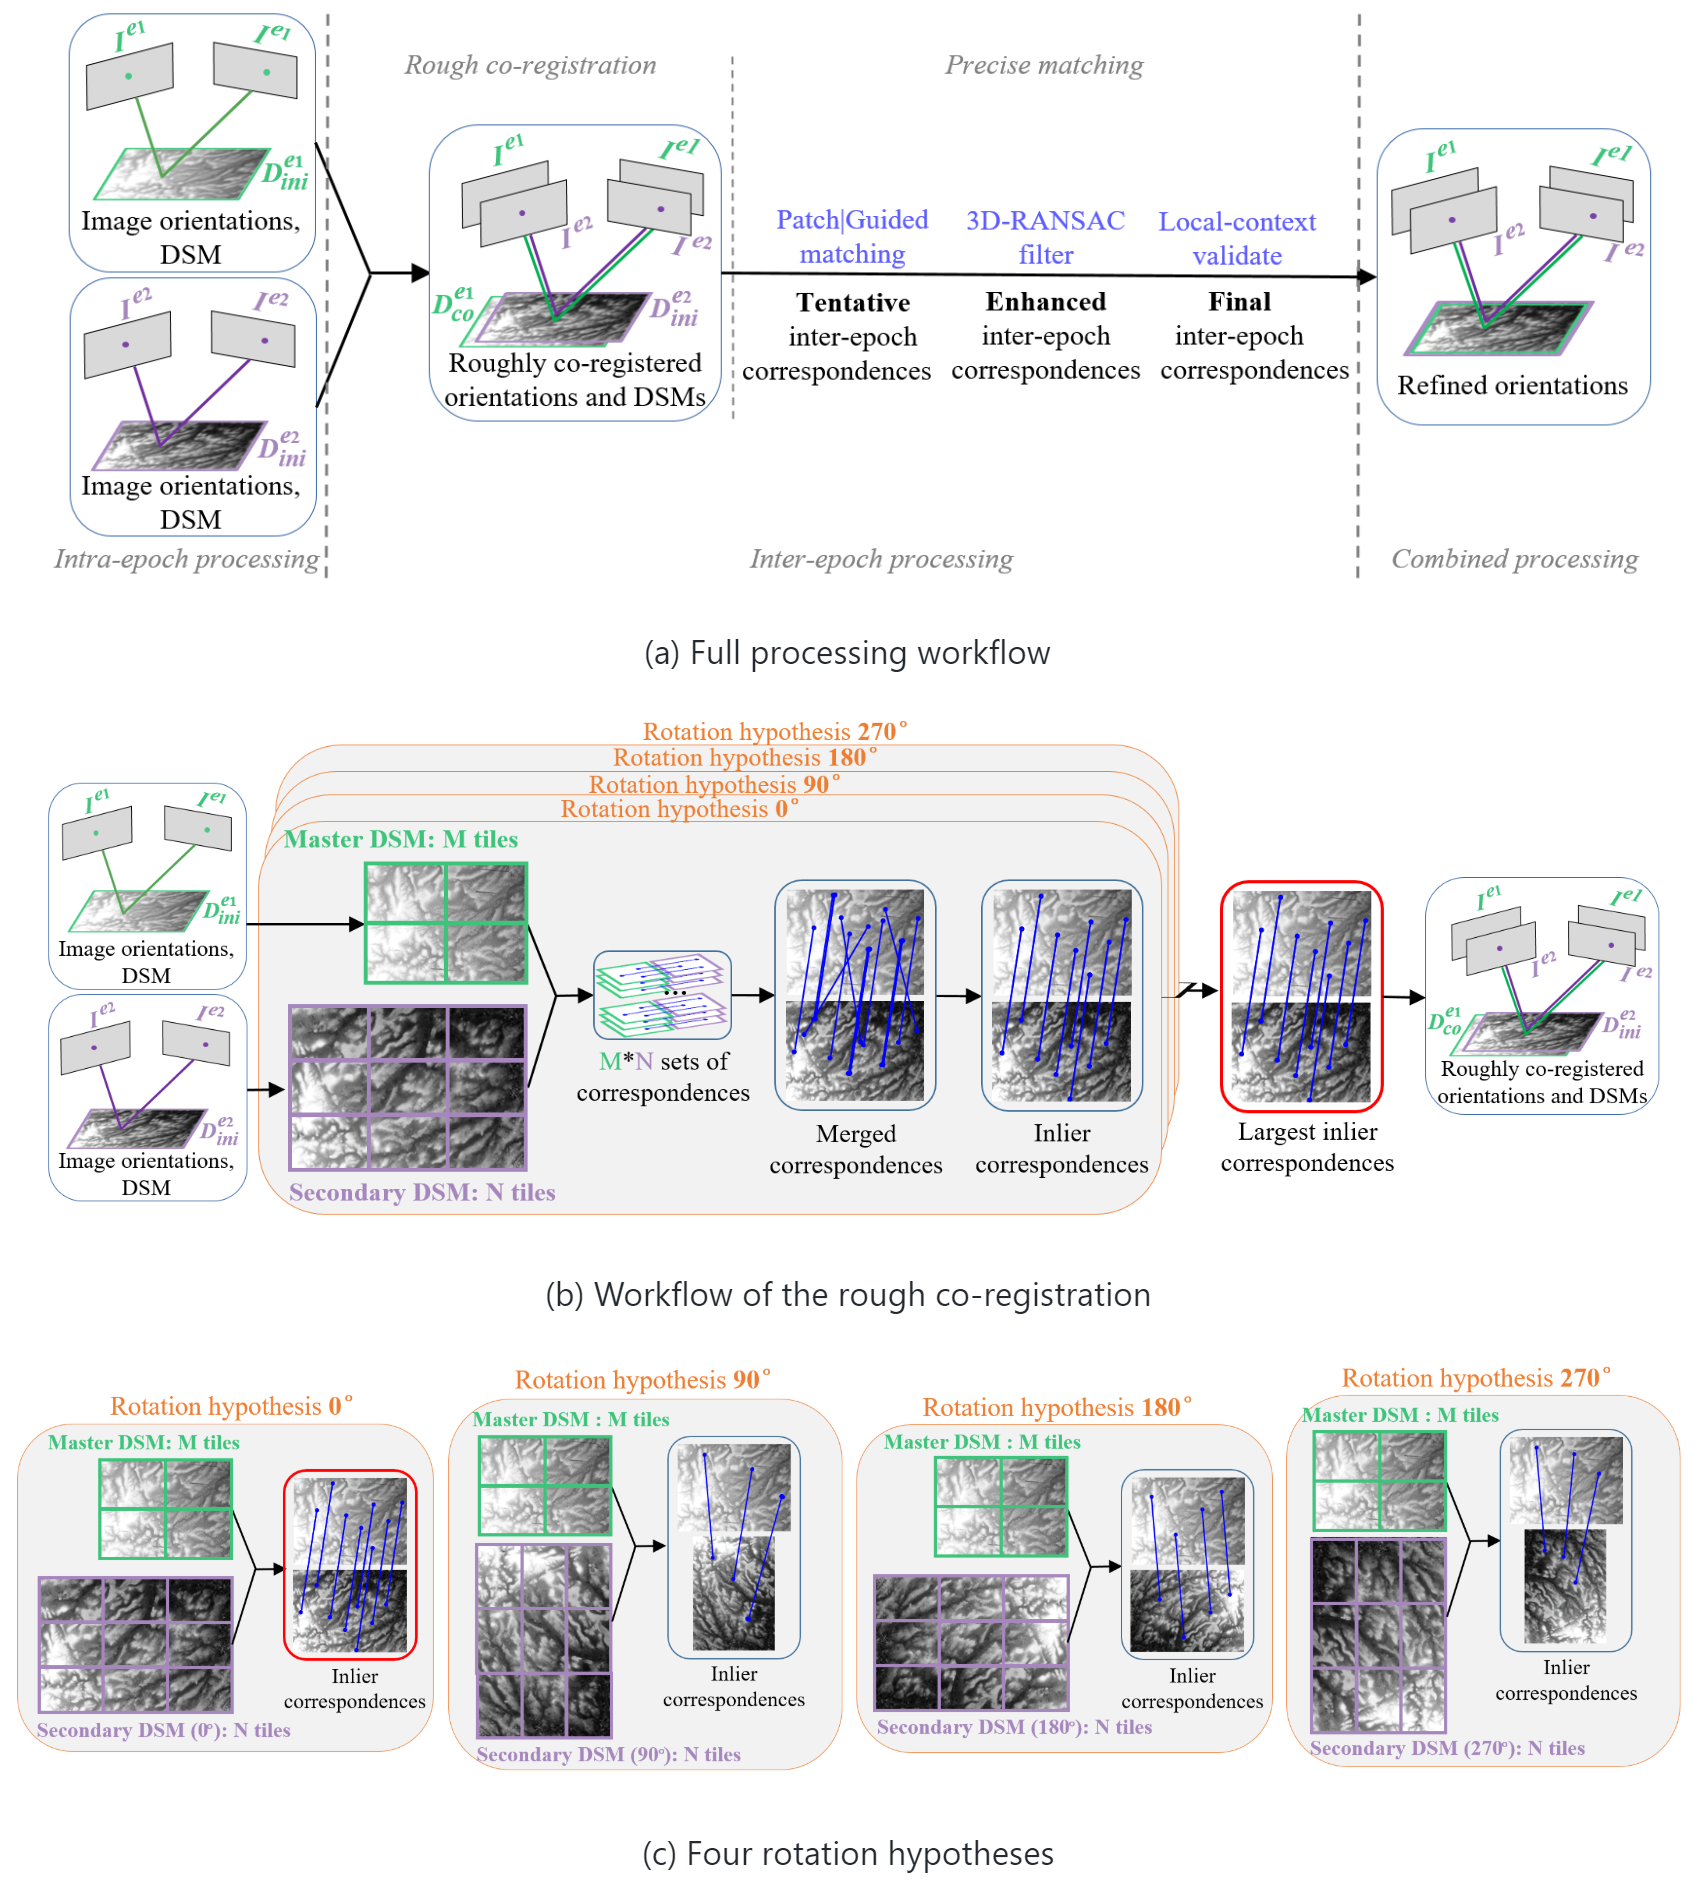 I^e1 I^e1
D_ini^e1
Image orientations,
DSM
I^e2 I^e2
D_ini^e2
Image orientations,
DSM
Intra-epoch processing
Rough co-registration
I^e1 I^e1
I^e2 I^e2
D_co^e1 D_ini^e2
Roughly co-registered
orientations and DSMs
Precise matching
Patch|Guided
matching
Tentative
inter-epoch
correspondences
3D-RANSAC
filter
Enhanced
inter-epoch
correspondences
Local-context
validate
Final
inter-epoch
correspondences
Inter-epoch processing
I^e1 I^e1
I^e2 I^e2
Refined orientations
Combined processing
(a) Full processing workflow
Rotation hypothesis 270°
Rotation hypothesis 180°
Rotation hypothesis 90°
Rotation hypothesis 0°
I^e1 I^e1
D_ini^e1
Image orientations,
DSM
I^e2 I^e2
D_ini^e2
Image orientations,
DSM
Master DSM: M tiles
Secondary DSM: N tiles
...
M*N sets of
correspondences
Merged
correspondences
Inlier
correspondences
Largest inlier
correspondences
I^e1 I^e1
I^e2 I^e2
D_co^e1 D_ini^e2
Roughly co-registered
orientations and DSMs
(b) Workflow of the rough co-registration
Rotation hypothesis 0°
Master DSM: M tiles
Inlier
correspondences
Secondary DSM (0°): N tiles
Rotation hypothesis 90°
Master DSM : M tiles
Inlier
correspondences
Secondary DSM (90°): N tiles
Rotation hypothesis 180°
Master DSM : M tiles
Inlier
correspondences
Secondary DSM (180°): N tiles
Rotation hypothesis 270°
Master DSM : M tiles
Inlier
correspondences
Secondary DSM (270°): N tiles
(c) Four rotation hypotheses